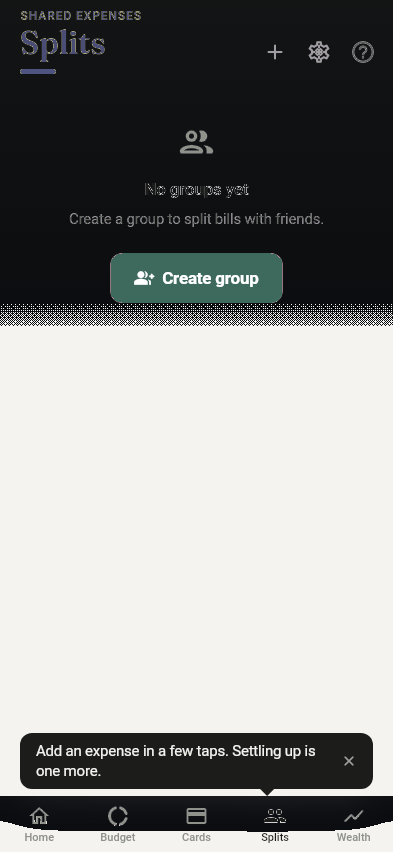 SHARED EXPENSES
Splits
No groups yet
Create a group to split bills with friends.
Create group
Add an expense in a few taps. Settling up is
one more.
Home Budget Cards Splits Wealth